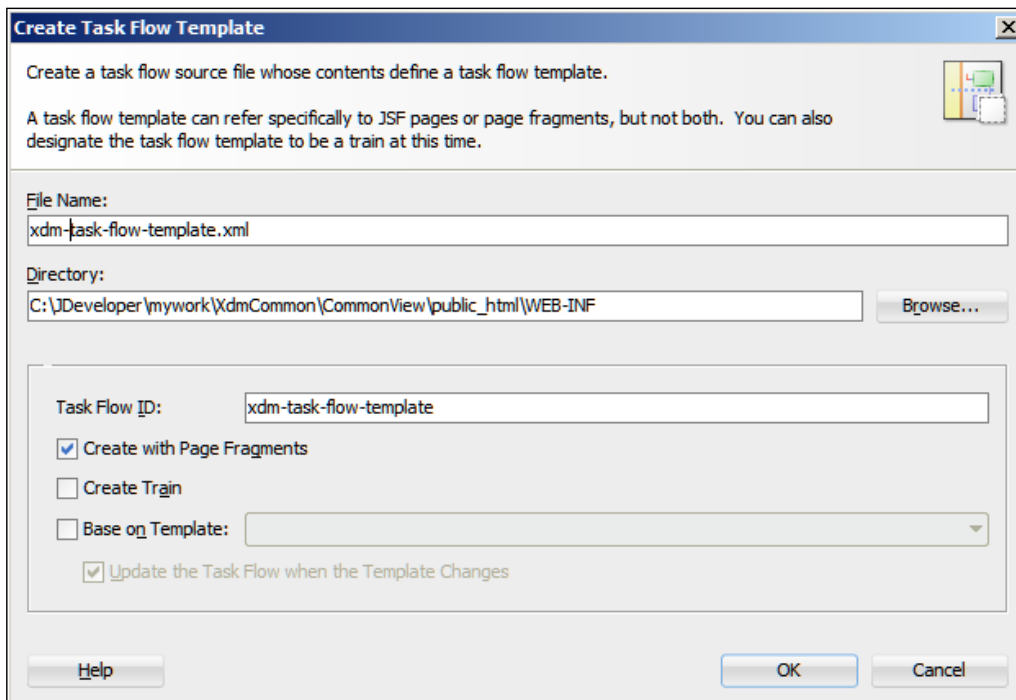 Create Task Flow Template
Create a task flow source file whose contents define a task flow template.
A task flow template can refer specifically to JSF pages or page fragments, but not both. You can also
designate the task flow template to be a train at this time.
File Name:
xdm-task-flow-template.xml
Directory:
C:\JDeveloper\mywork\XdmCommon\CommonView\public_html\WEB-INF
Browse...
Task Flow ID:
xdm-task-flow-template
Create with Page Fragments
Create Train
Base on Template:
Update the Task Flow when the Template Changes
Help
OK
Cancel